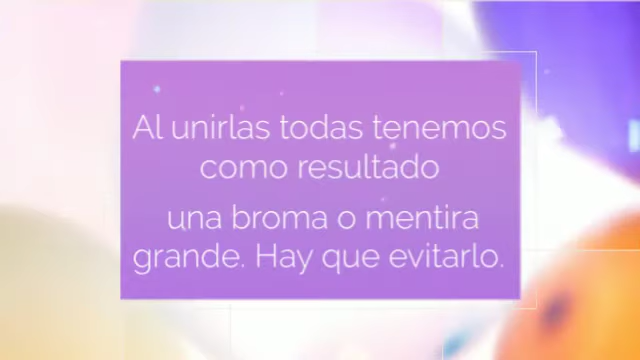 Al unirlas todas tenemos
como resultado
una broma o mentira
grande. Hay que evitarlo.